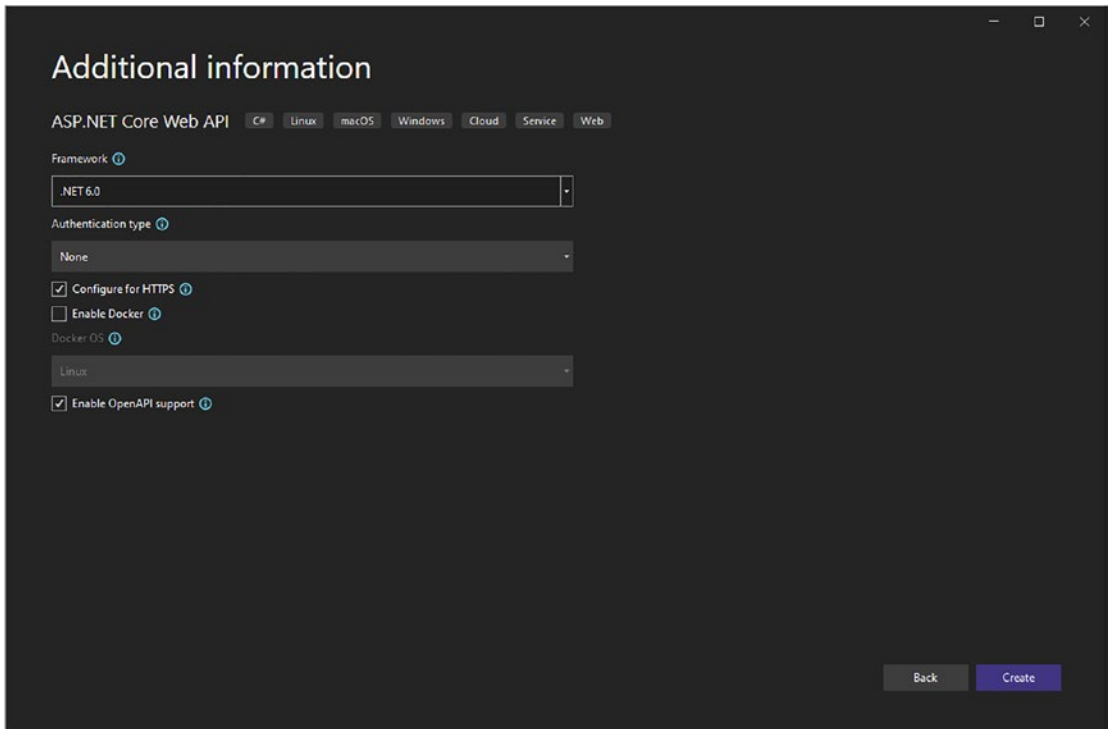 Additional information
ASP.NET Core Web API C# Linux macOS Windows Cloud Service Web
Framework
.NET 6.0
Authentication type
None
Configure for HTTPS
Enable Docker
Docker OS
Linux
Enable OpenAPI support
Back Create